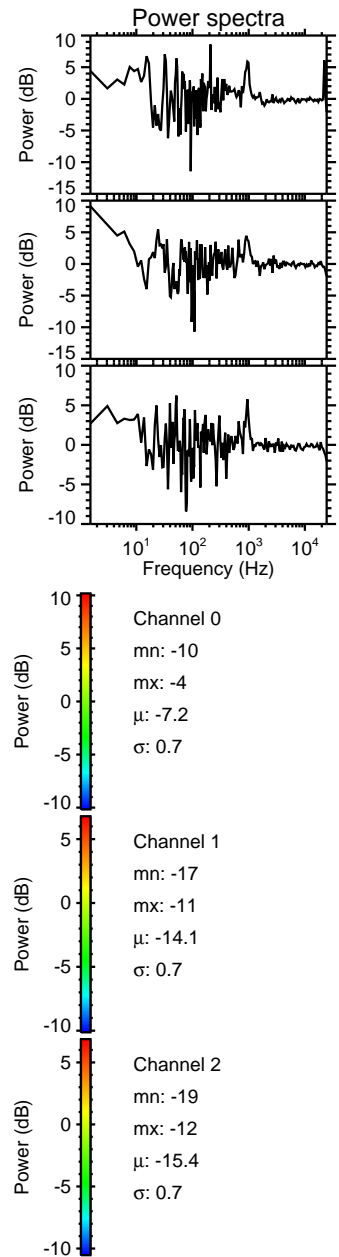 Power spectra
10
5
0
-5
-10
-15
Power (dB)
10
5
0
-5
-10
-15
Power (dB)
10
5
0
-5
-10
Power (dB)
10¹ 10² 10³ 10⁴
Frequency (Hz)
10
5
0
-5
-10
Power (dB)
Channel 0
mn: -10
mx: -4
μ: -7.2
σ: 0.7
5
0
-5
-10
Power (dB)
Channel 1
mn: -17
mx: -11
μ: -14.1
σ: 0.7
5
0
-5
-10
Power (dB)
Channel 2
mn: -19
mx: -12
μ: -15.4
σ: 0.7